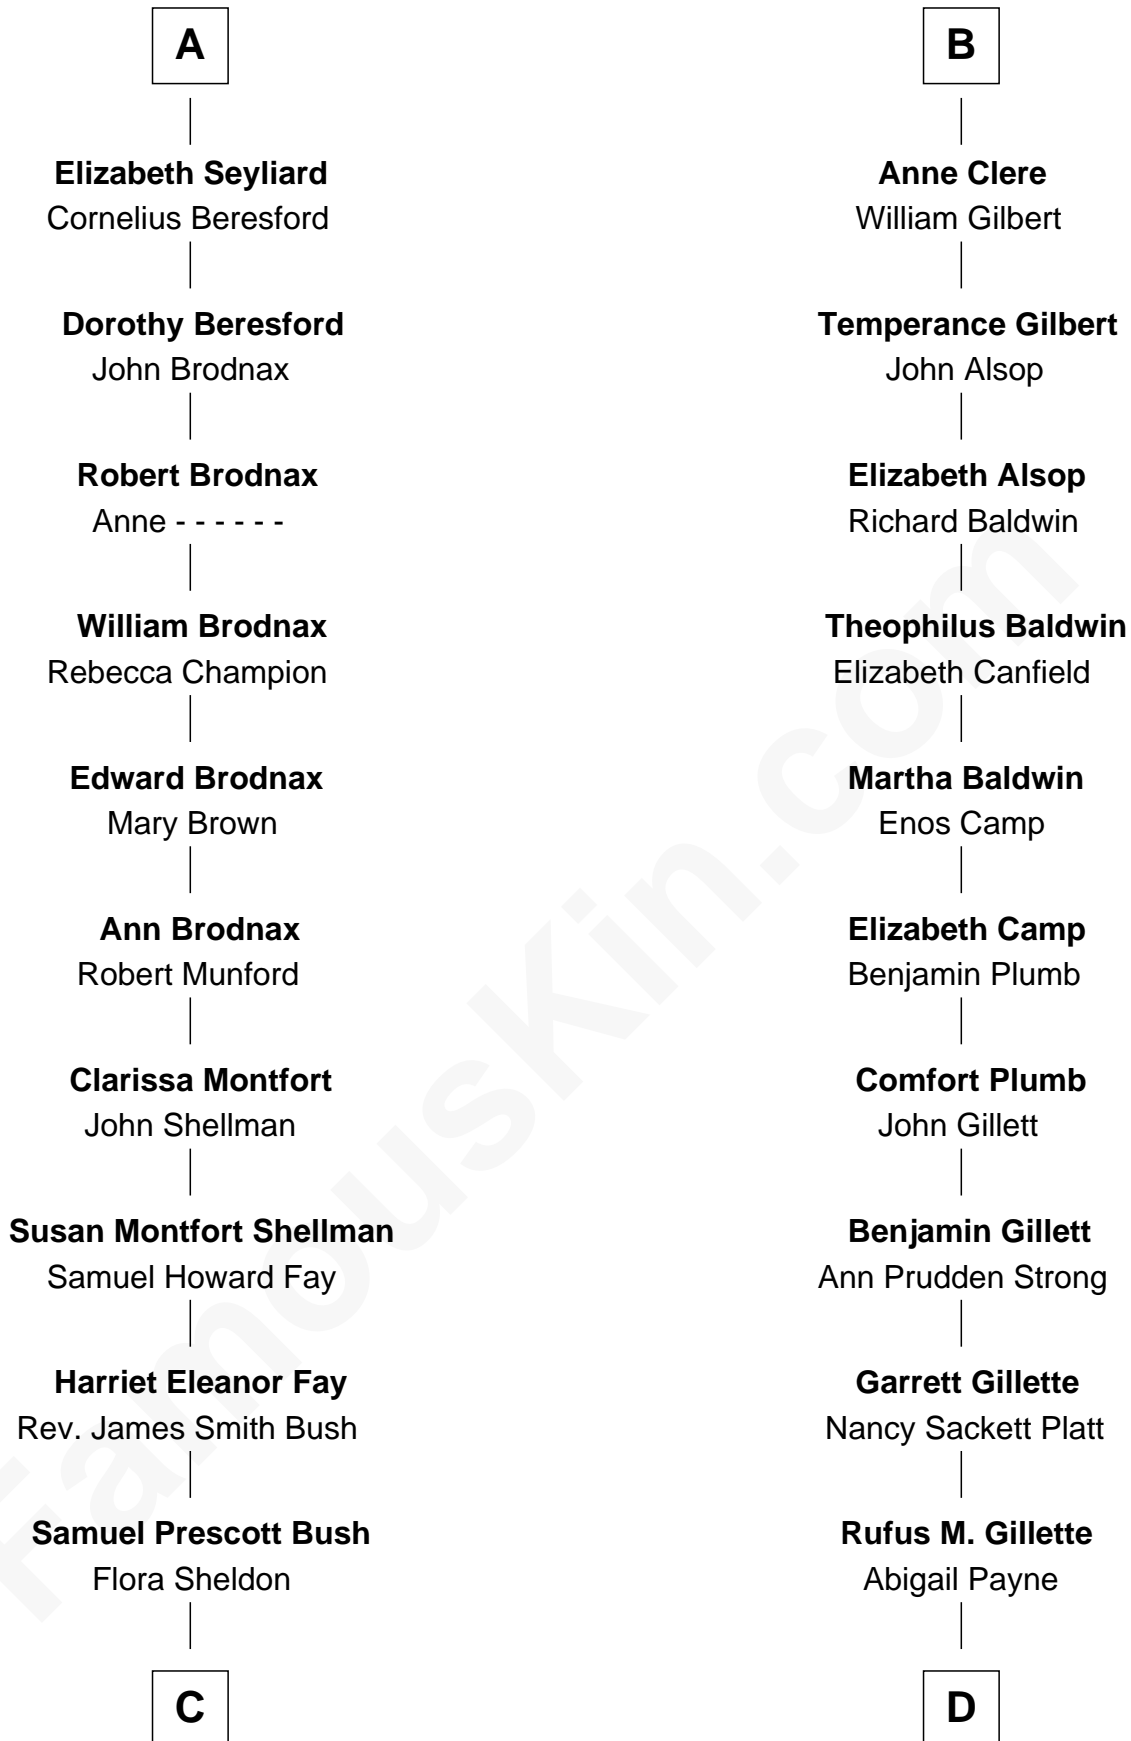 A
Elizabeth Seyliard
Cornelius Beresford
Dorothy Beresford
John Brodnax
Robert Brodnax
Anne - - - - - -
William Brodnax
Rebecca Champion
Edward Brodnax
Mary Brown
Ann Brodnax
Robert Munford
Clarissa Montfort
John Shellman
Susan Montfort Shellman
Samuel Howard Fay
Harriet Eleanor Fay
Rev. James Smith Bush
Samuel Prescott Bush
Flora Sheldon
C
B
Anne Clere
William Gilbert
Temperance Gilbert
John Alsop
Elizabeth Alsop
Richard Baldwin
Theophilus Baldwin
Elizabeth Canfield
Martha Baldwin
Enos Camp
Elizabeth Camp
Benjamin Plumb
Comfort Plumb
John Gillett
Benjamin Gillett
Ann Prudden Strong
Garrett Gillette
Nancy Sackett Platt
Rufus M. Gillette
Abigail Payne
D
FamousKin.com